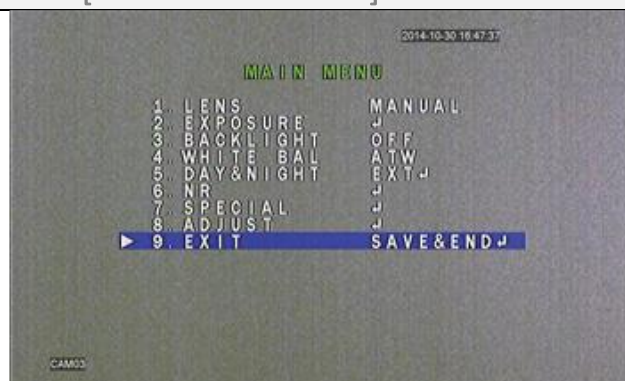 2014-10-30 16:47:37
MAIN MENU
1. LENS MANUAL
2. EXPOSURE ↲
3. BACKLIGHT OFF
4. WHITE BAL ATW
5. DAY&NIGHT EXT↲
6. NR ↲
7. SPECIAL ↲
8. ADJUST ↲
▶ 9. EXIT SAVE&END↲
CAM03